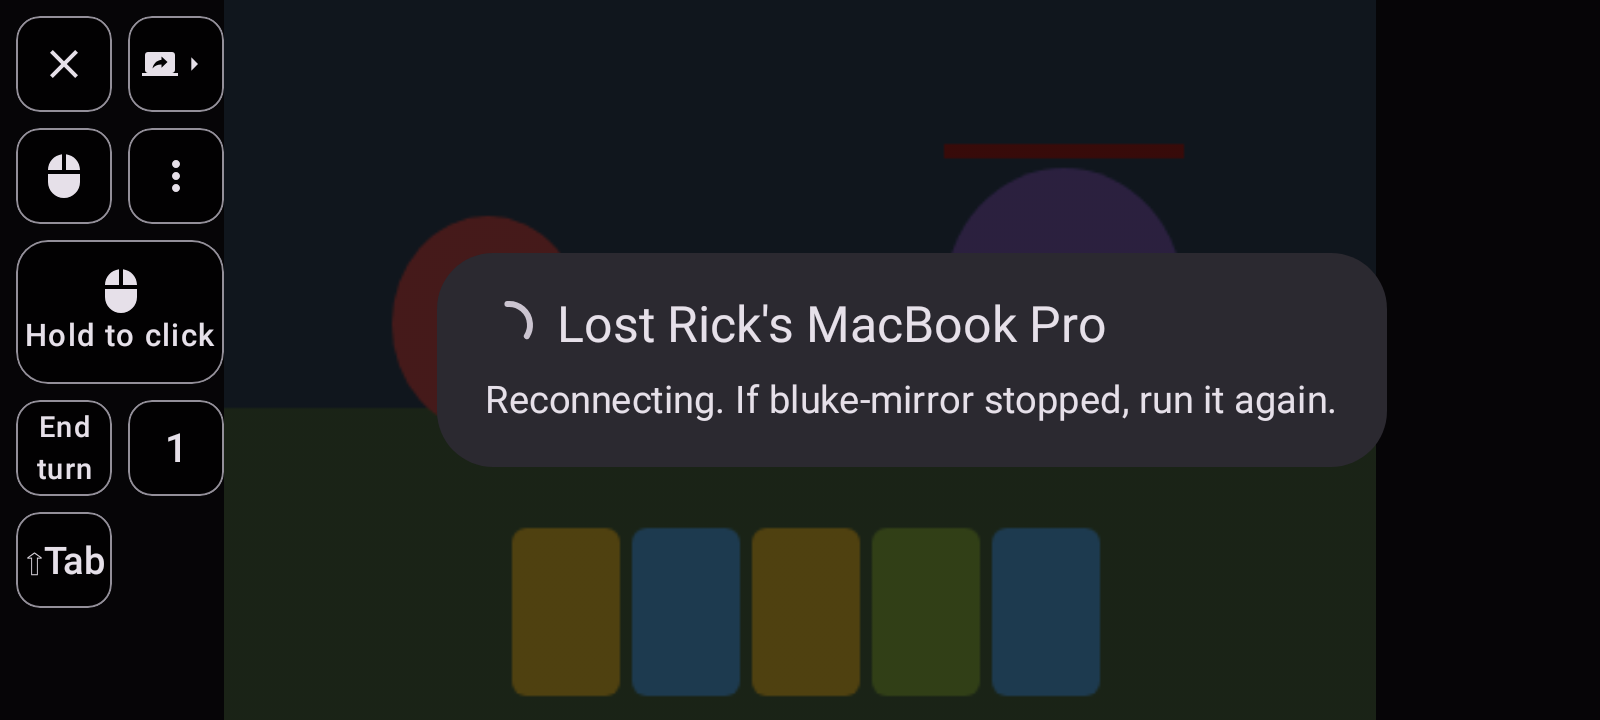 Hold to click
End
turn
1
⇧Tab
Lost Rick's MacBook Pro
Reconnecting. If bluke-mirror stopped, run it again.